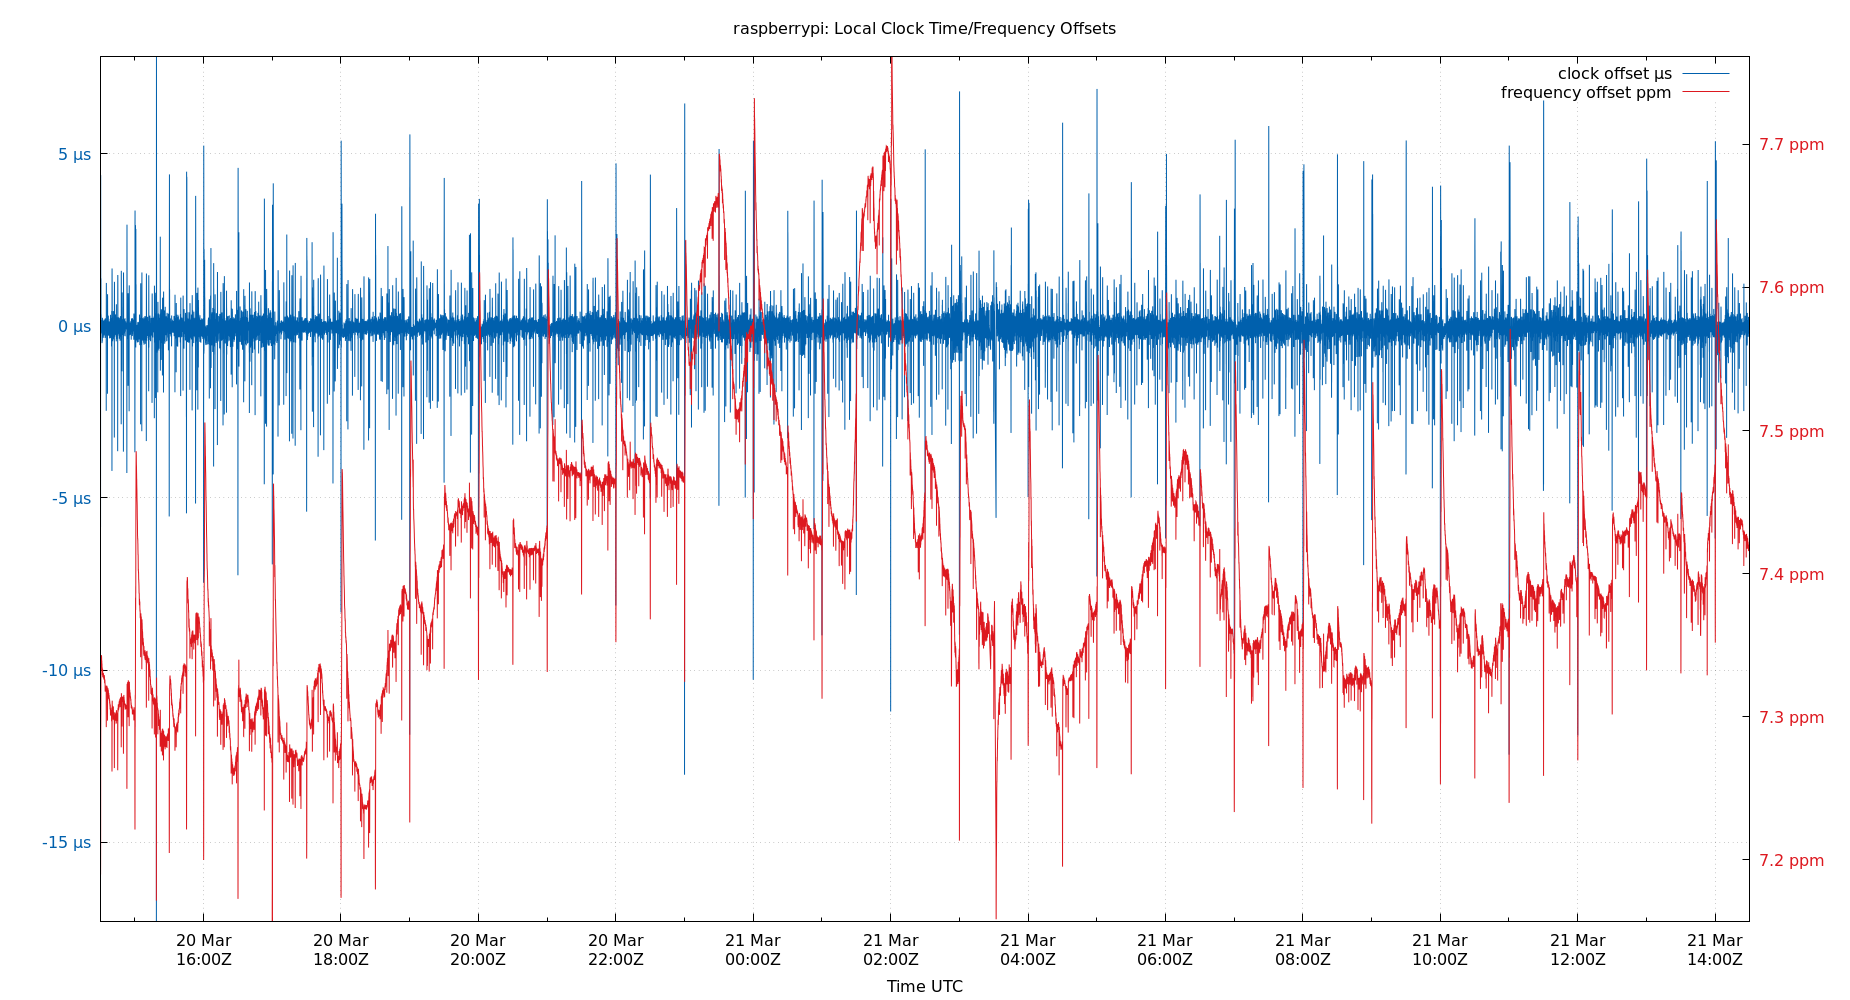 raspberrypi: Local Clock Time/Frequency Offsets
clock offset µs
frequency offset ppm
5 µs
0 µs
-5 µs
-10 µs
-15 µs
7.7 ppm
7.6 ppm
7.5 ppm
7.4 ppm
7.3 ppm
7.2 ppm
20 Mar 20 Mar 20 Mar 20 Mar 21 Mar 21 Mar 21 Mar 21 Mar 21 Mar 21 Mar 21 Mar 21 Mar
16:00Z 18:00Z 20:00Z 22:00Z 00:00Z 02:00Z 04:00Z 06:00Z 08:00Z 10:00Z 12:00Z 14:00Z
Time UTC